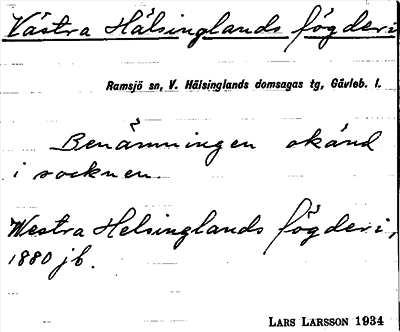 Västra Hälsinglands fögderi
Ramsjö sn, V. Hälsinglands domsagas tg, Gävleb. l.
Benämningen okänd
i socknen.
Westra Helsinglands fögderi,
1880 jb.
LARS LARSSON 1934